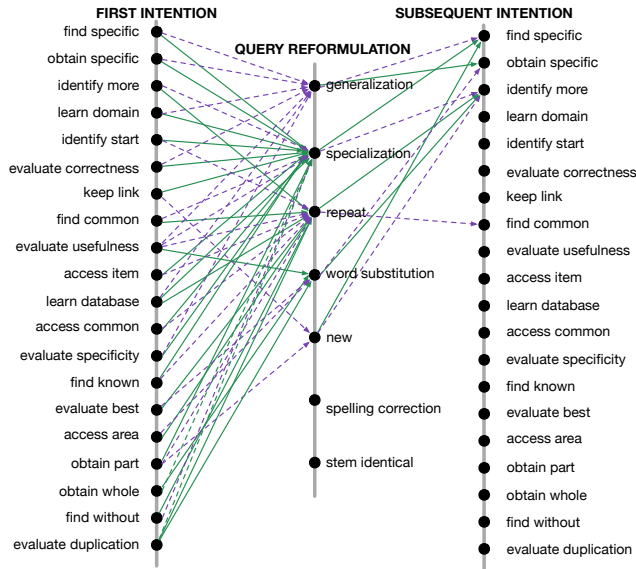 FIRST INTENTION
find specific
obtain specific
identify more
learn domain
identify start
evaluate correctness
keep link
find common
evaluate usefulness
access item
learn database
access common
evaluate specificity
find known
evaluate best
access area
obtain part
obtain whole
find without
evaluate duplication
QUERY REFORMULATION
generalization
specialization
repeat
word substitution
new
spelling correction
stem identical
SUBSEQUENT INTENTION
find specific
obtain specific
identify more
learn domain
identify start
evaluate correctness
keep link
find common
evaluate usefulness
access item
learn database
access common
evaluate specificity
find known
evaluate best
access area
obtain part
obtain whole
find without
evaluate duplication